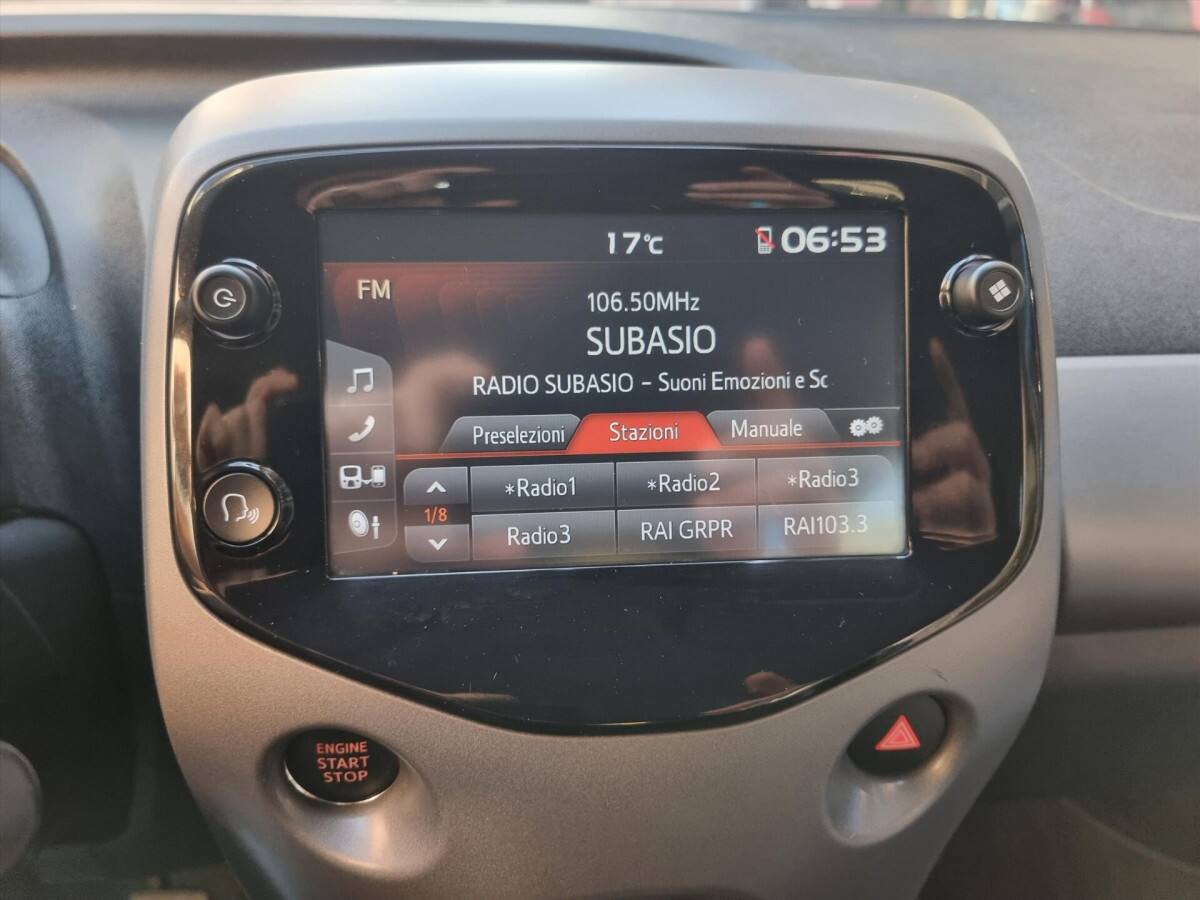 17°C 06:53
FM
106.50MHz
SUBASIO
RADIO SUBASIO - Suoni Emozioni e Sc
Preselezioni Stazioni Manuale
*Radio1 *Radio2 *Radio3
1/8
Radio3 RAI GRPR RAI103.3
ENGINE
START
STOP